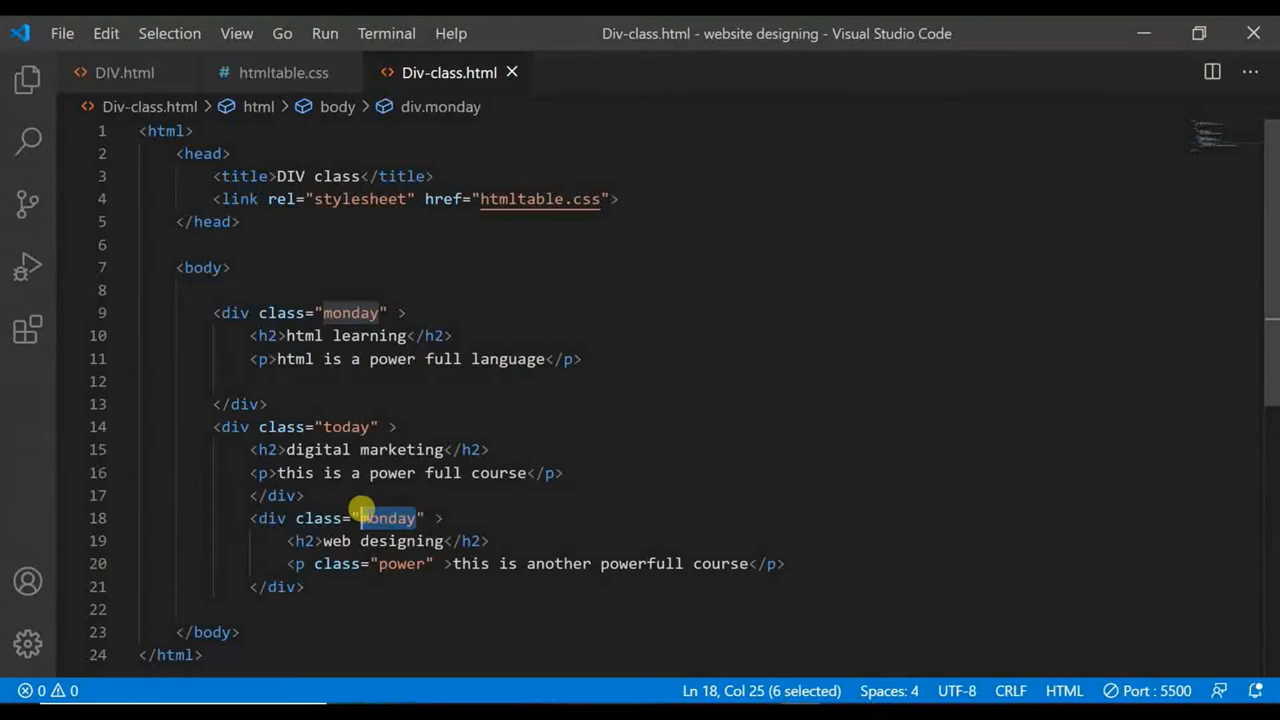 File Edit Selection View Go Run Terminal Help Div-class.html - website designing - Visual Studio Code
DIV.html # htmltable.css Div-class.html
Div-class.html > html > body > div.monday
1 <html>
2 <head>
3 <title>DIV class</title>
4 <link rel="stylesheet" href="htmltable.css">
5 </head>
6
7 <body>
8
9 <div class="monday" >
10 <h2>html learning</h2>
11 <p>html is a power full language</p>
12
13 </div>
14 <div class="today" >
15 <h2>digital marketing</h2>
16 <p>this is a power full course</p>
17 </div>
18 <div class="monday" >
19 <h2>web designing</h2>
20 <p class="power" >this is another powerfull course</p>
21 </div>
22
23 </body>
24 </html>
0 0 Ln 18, Col 25 (6 selected) Spaces: 4 UTF-8 CRLF HTML Port : 5500